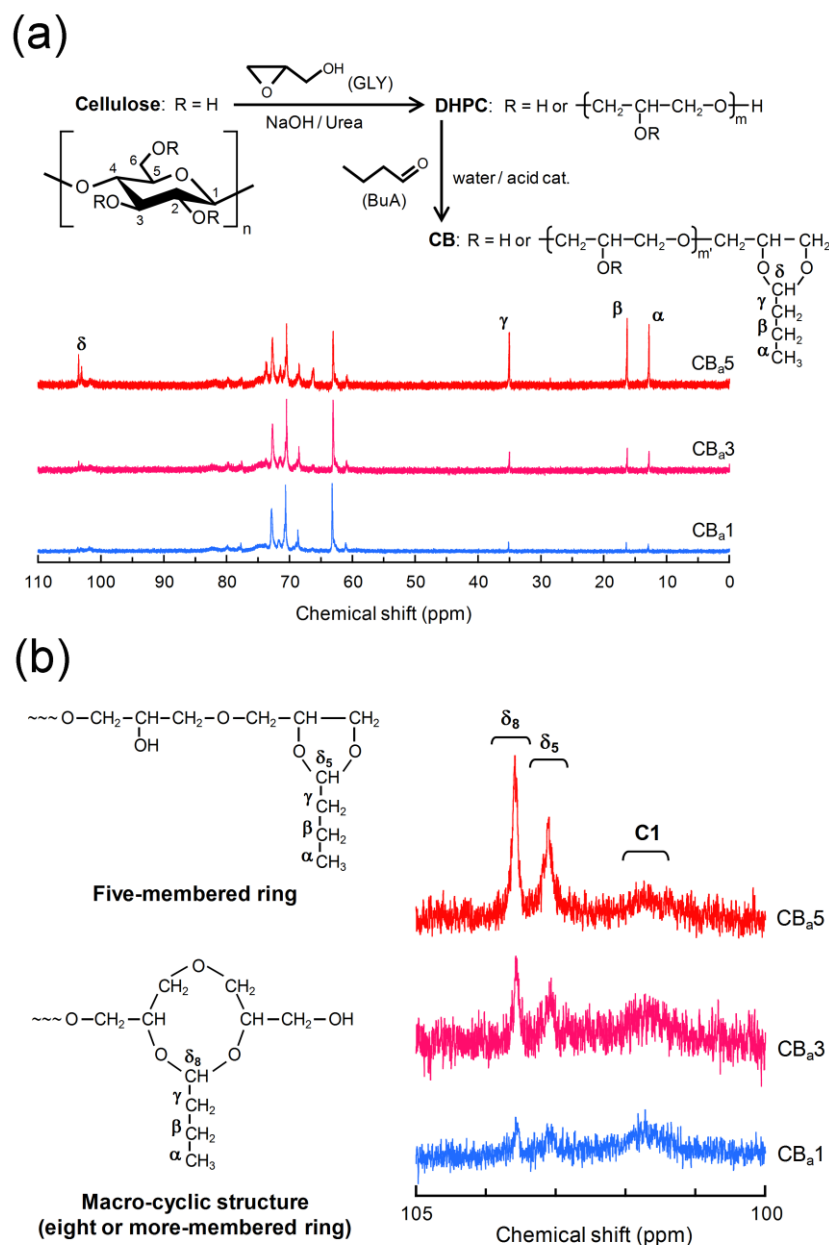 (a)
OH
O
(GLY)
Cellulose: R = H
NaOH / Urea
DHPC: R = H or
CH₂—CH—CH₂—O
m
H
OR
6
OR
4
5
O
1
O
RO
3
2
OR
n
O
(BuA)
water / acid cat.
CB: R = H or
CH₂—CH—CH₂—O
m'
CH₂—CH—CH₂
OR
O
δ
O
CH
γ
CH₂
β
CH₂
α
CH₃
δ
γ
β
α
CBₐ5
CBₐ3
CBₐ1
110 100 90 80 70 60 50 40 30 20 10 0
Chemical shift (ppm)
(b)
~~~O—CH₂—CH—CH₂—O—CH₂—CH—CH₂
OH
O
δ₅
O
CH
γ
CH₂
β
CH₂
α
CH₃
Five-membered ring
O
CH₂
CH₂
~~~O—CH₂—CH
CH—CH₂—OH
O
δ₈
O
CH
γ
CH₂
β
CH₂
α
CH₃
Macro-cyclic structure
(eight or more-membered ring)
δ₈
δ₅
C1
CBₐ5
CBₐ3
CBₐ1
105 100
Chemical shift (ppm)